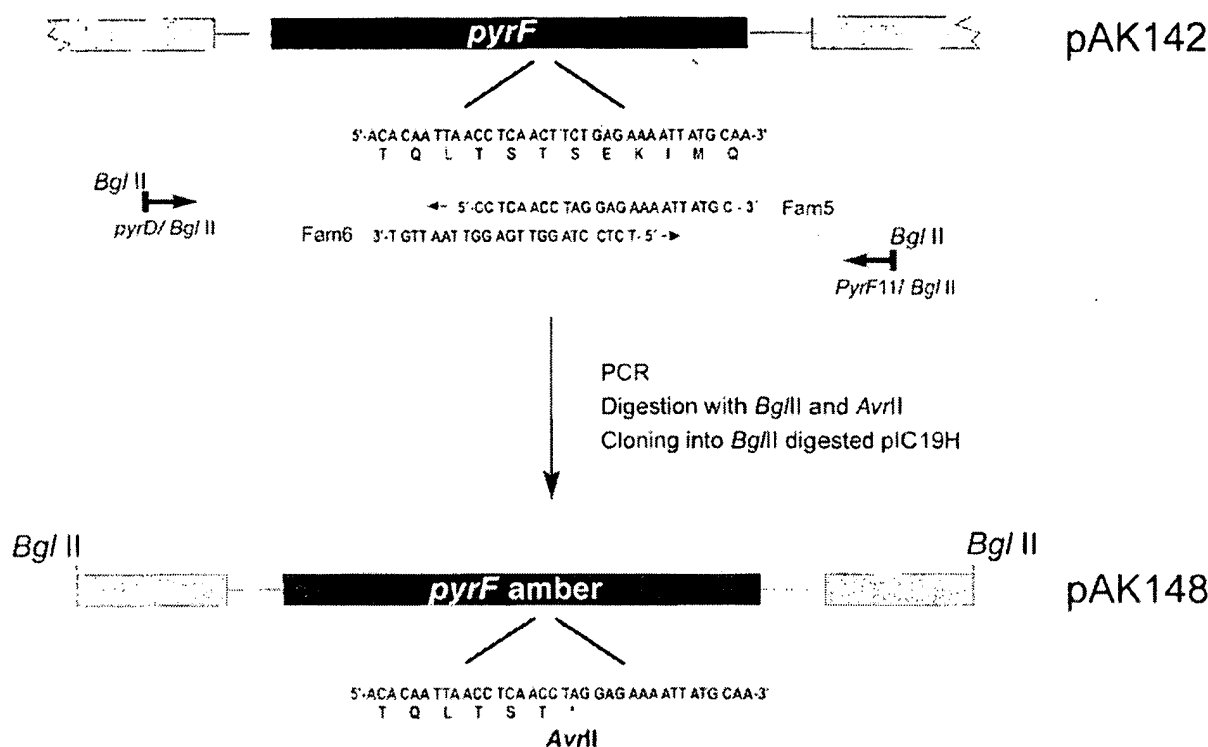 pyrF
pAK142
5'-ACA CAA TTA ACC TCA ACT TCT GAG AAA ATT ATG CAA-3'
T Q L T S T S E K I M Q
Bgl II
pyrD/ Bgl II
5'-CC TCA ACC TAG GAG AAA ATT ATG C - 3' Fam5
Fam6 3'-T GTT AAT TGG AGT TGG ATC CTC T- 5'
Bgl II
PyrF11/ Bgl II
PCR
Digestion with BglII and AvrII
Cloning into BglII digested pIC19H
Bgl II
Bgl II
pyrF amber
pAK148
5'-ACA CAA TTA ACC TCA ACC TAG GAG AAA ATT ATG CAA-3'
T Q L T S T *
AvrII